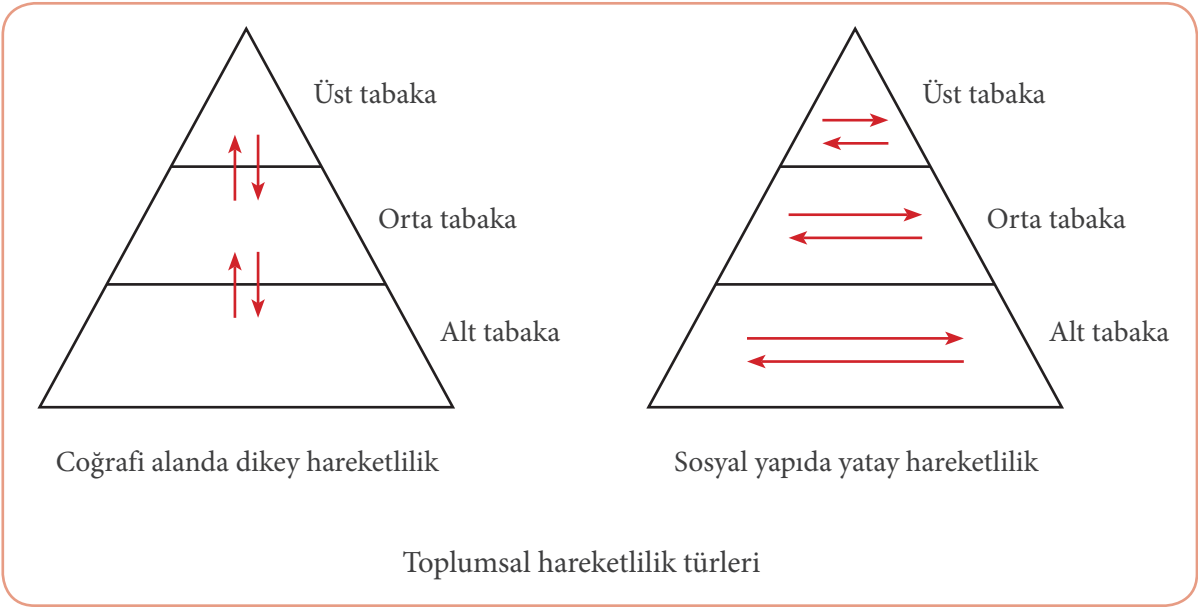 Üst tabaka
Orta tabaka
Alt tabaka
Coğrafi alanda dikey hareketlilik
Üst tabaka
Orta tabaka
Alt tabaka
Sosyal yapıda yatay hareketlilik
Toplumsal hareketlilik türleri